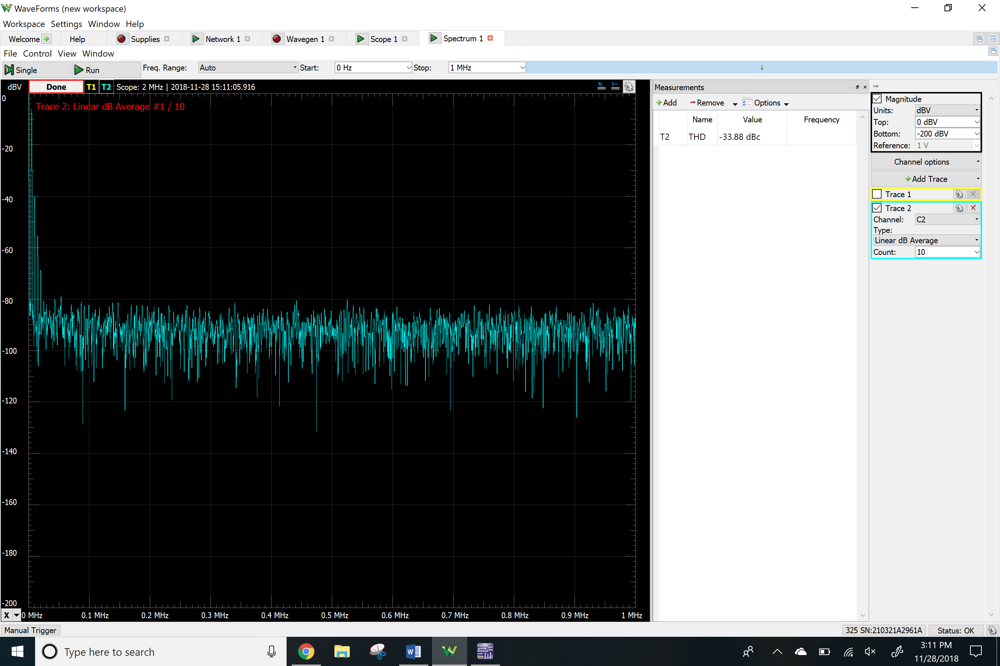 WaveForms (new workspace)
Workspace Settings Window Help
Welcome Help Supplies Network 1 Wavegen 1 Scope 1 Spectrum 1
File Control View Window
Single Run Freq. Range: Auto Start: 0 Hz Stop: 1 MHz
dBV Done T1 T2 Scope: 2 MHz | 2018-11-28 15:11:05.916
Trace 2: Linear dB Average #1 / 10
0
-20
-40
-60
-80
-100
-120
-140
-160
-180
-200
X 0 MHz 0.1 MHz 0.2 MHz 0.3 MHz 0.4 MHz 0.5 MHz 0.6 MHz 0.7 MHz 0.8 MHz 0.9 MHz 1 MHz
Measurements
Add Remove Options
Name Value Frequency
T2 THD -33.88 dBc
Magnitude
Units: dBV
Top: 0 dBV
Bottom: -200 dBV
Reference: 1 V
Channel options
Add Trace
Trace 1
Trace 2
Channel: C2
Type:
Linear dB Average
Count: 10
Manual Trigger 325 SN:210321A2961A Status: OK
Type here to search
3:11 PM
11/28/2018